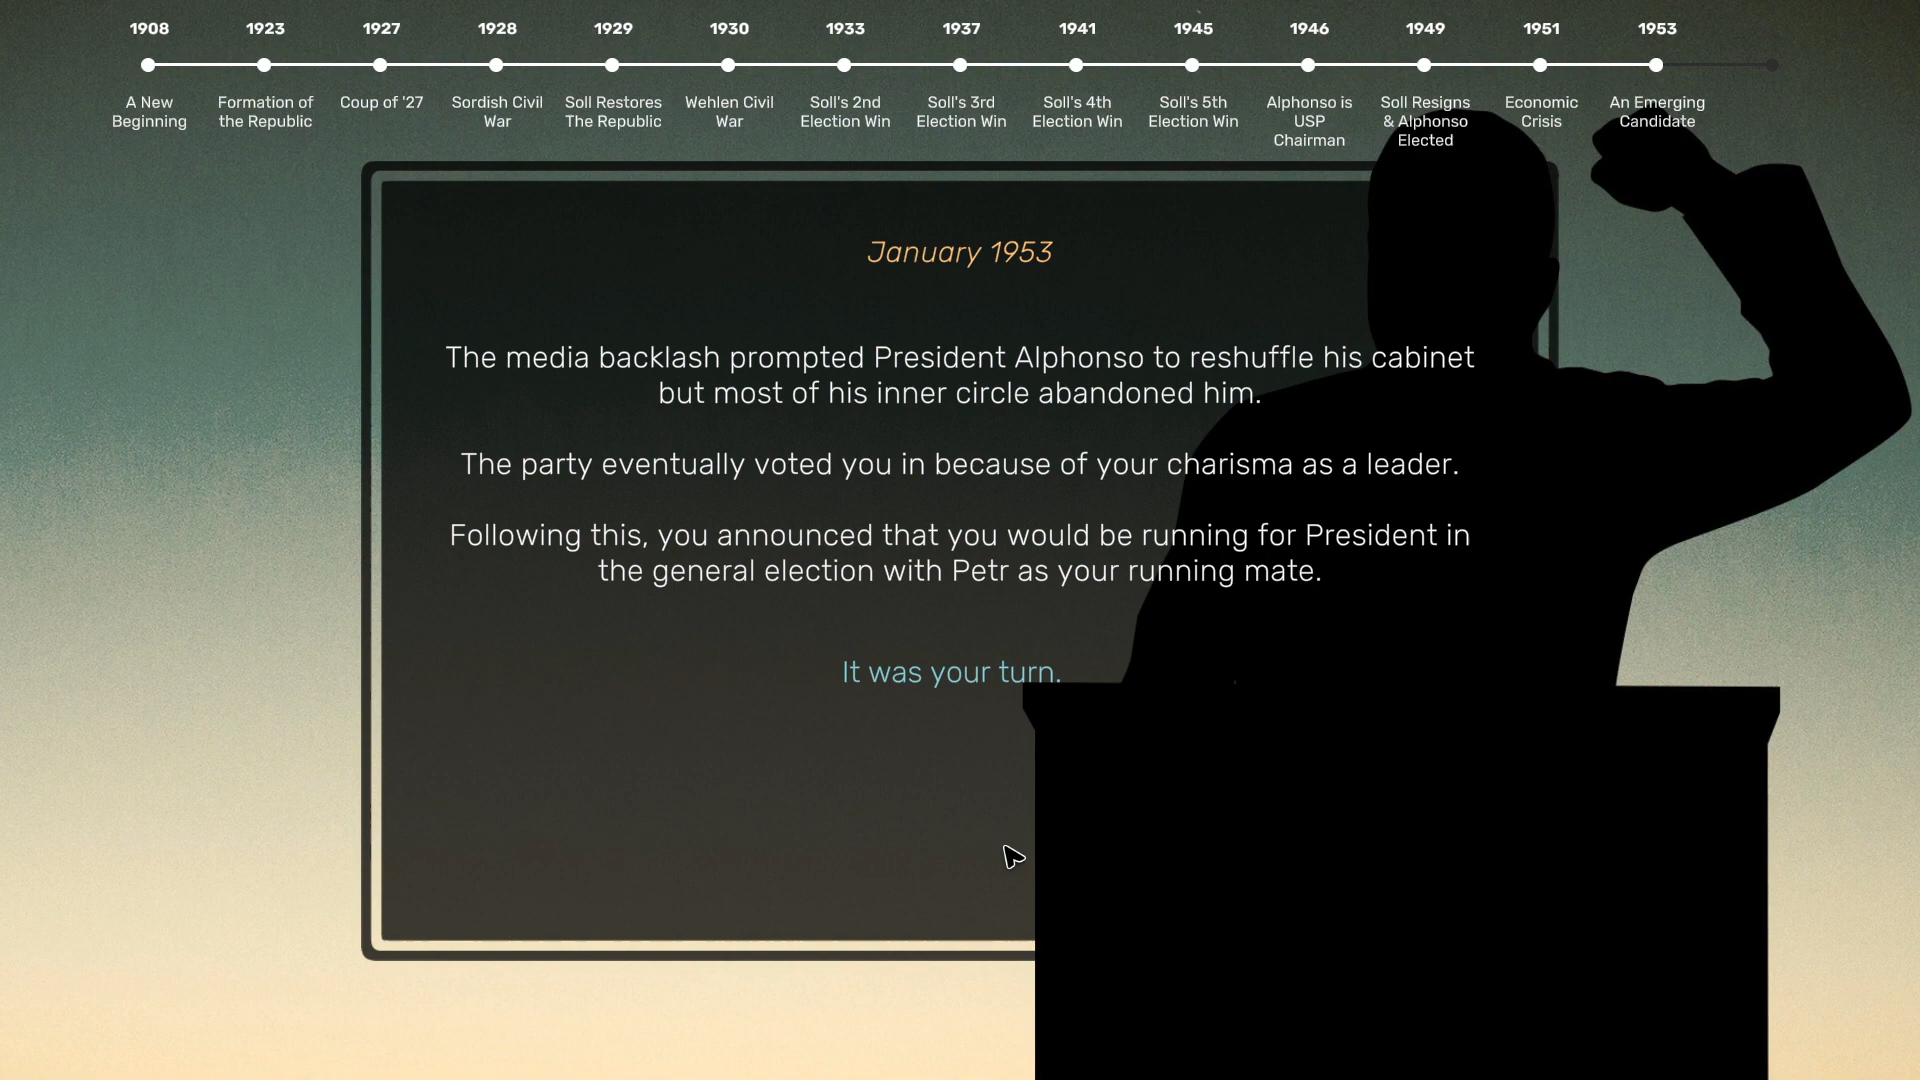 1908 1923 1927 1928 1929 1930 1933 1937 1941 1945 1946 1949 1951 1953
A New
Beginning
Formation of
the Republic
Coup of '27
Sordish Civil
War
Soll Restores
The Republic
Wehlen Civil
War
Soll's 2nd
Election Win
Soll's 3rd
Election Win
Soll's 4th
Election Win
Soll's 5th
Election Win
Alphonso is
USP
Chairman
Soll Resigns
& Alphonso
Elected
Economic
Crisis
An Emerging
Candidate
January 1953
The media backlash prompted President Alphonso to reshuffle his cabinet
but most of his inner circle abandoned him.
The party eventually voted you in because of your charisma as a leader.
Following this, you announced that you would be running for President in
the general election with Petr as your running mate.
It was your turn.